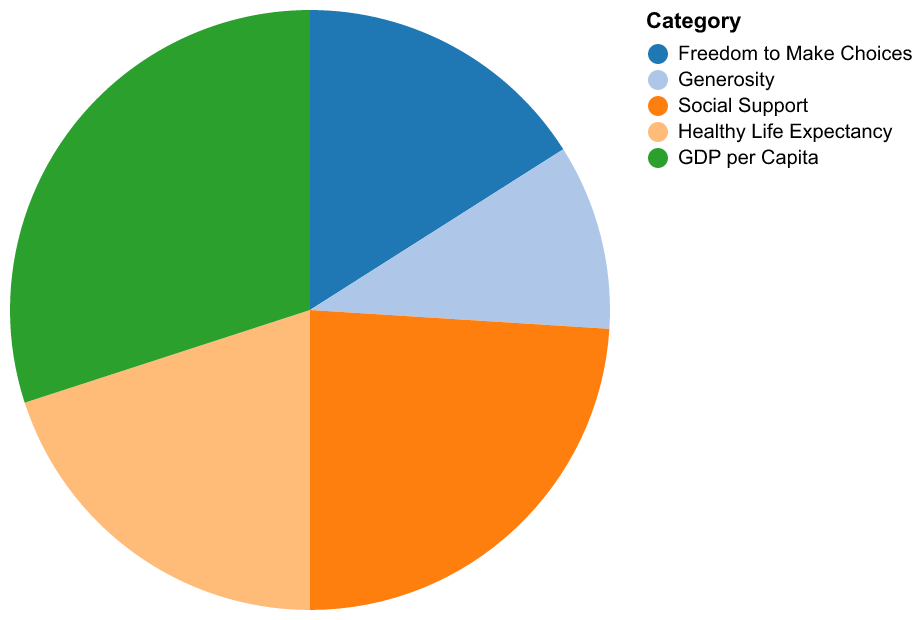 Category
Freedom to Make Choices
Generosity
Social Support
Healthy Life Expectancy
GDP per Capita